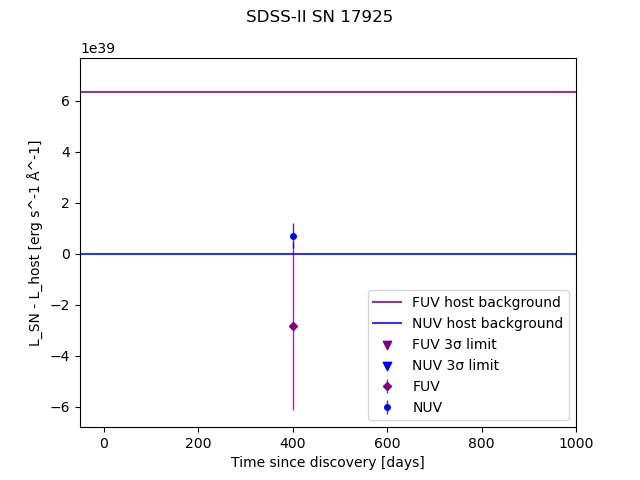 SDSS-II SN 17925
1e39
6
4
2
0
−2
−4
−6
L_SN - L_host [erg s^-1 Å^-1]
FUV host background
NUV host background
FUV 3σ limit
NUV 3σ limit
FUV
NUV
0 200 400 600 800 1000
Time since discovery [days]